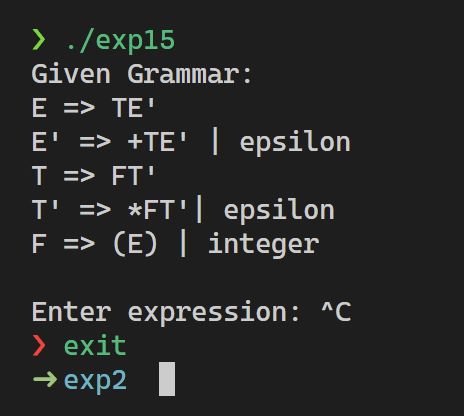 ❯ ./exp15
Given Grammar:
E => TE'
E' => +TE' | epsilon
T => FT'
T' => *FT'| epsilon
F => (E) | integer
Enter expression: ^C
❯ exit
➜ exp2